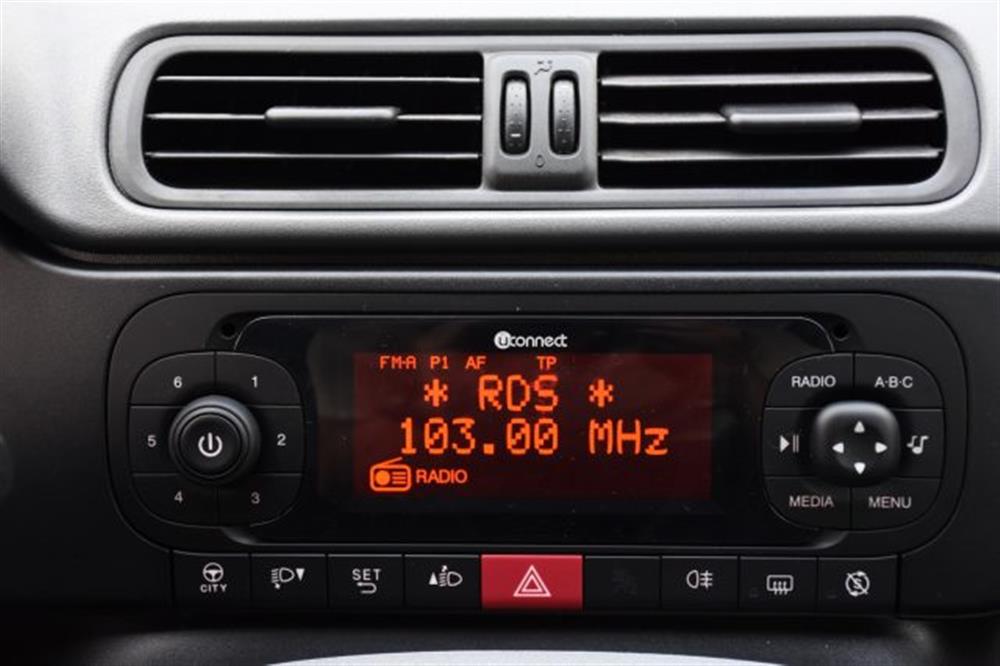 uconnect
FM-A P1 AF TP
* RDS *
103.00 MHz
RADIO
6 1
5 2
4 3
RADIO A·B·C
MEDIA MENU
CITY
SET